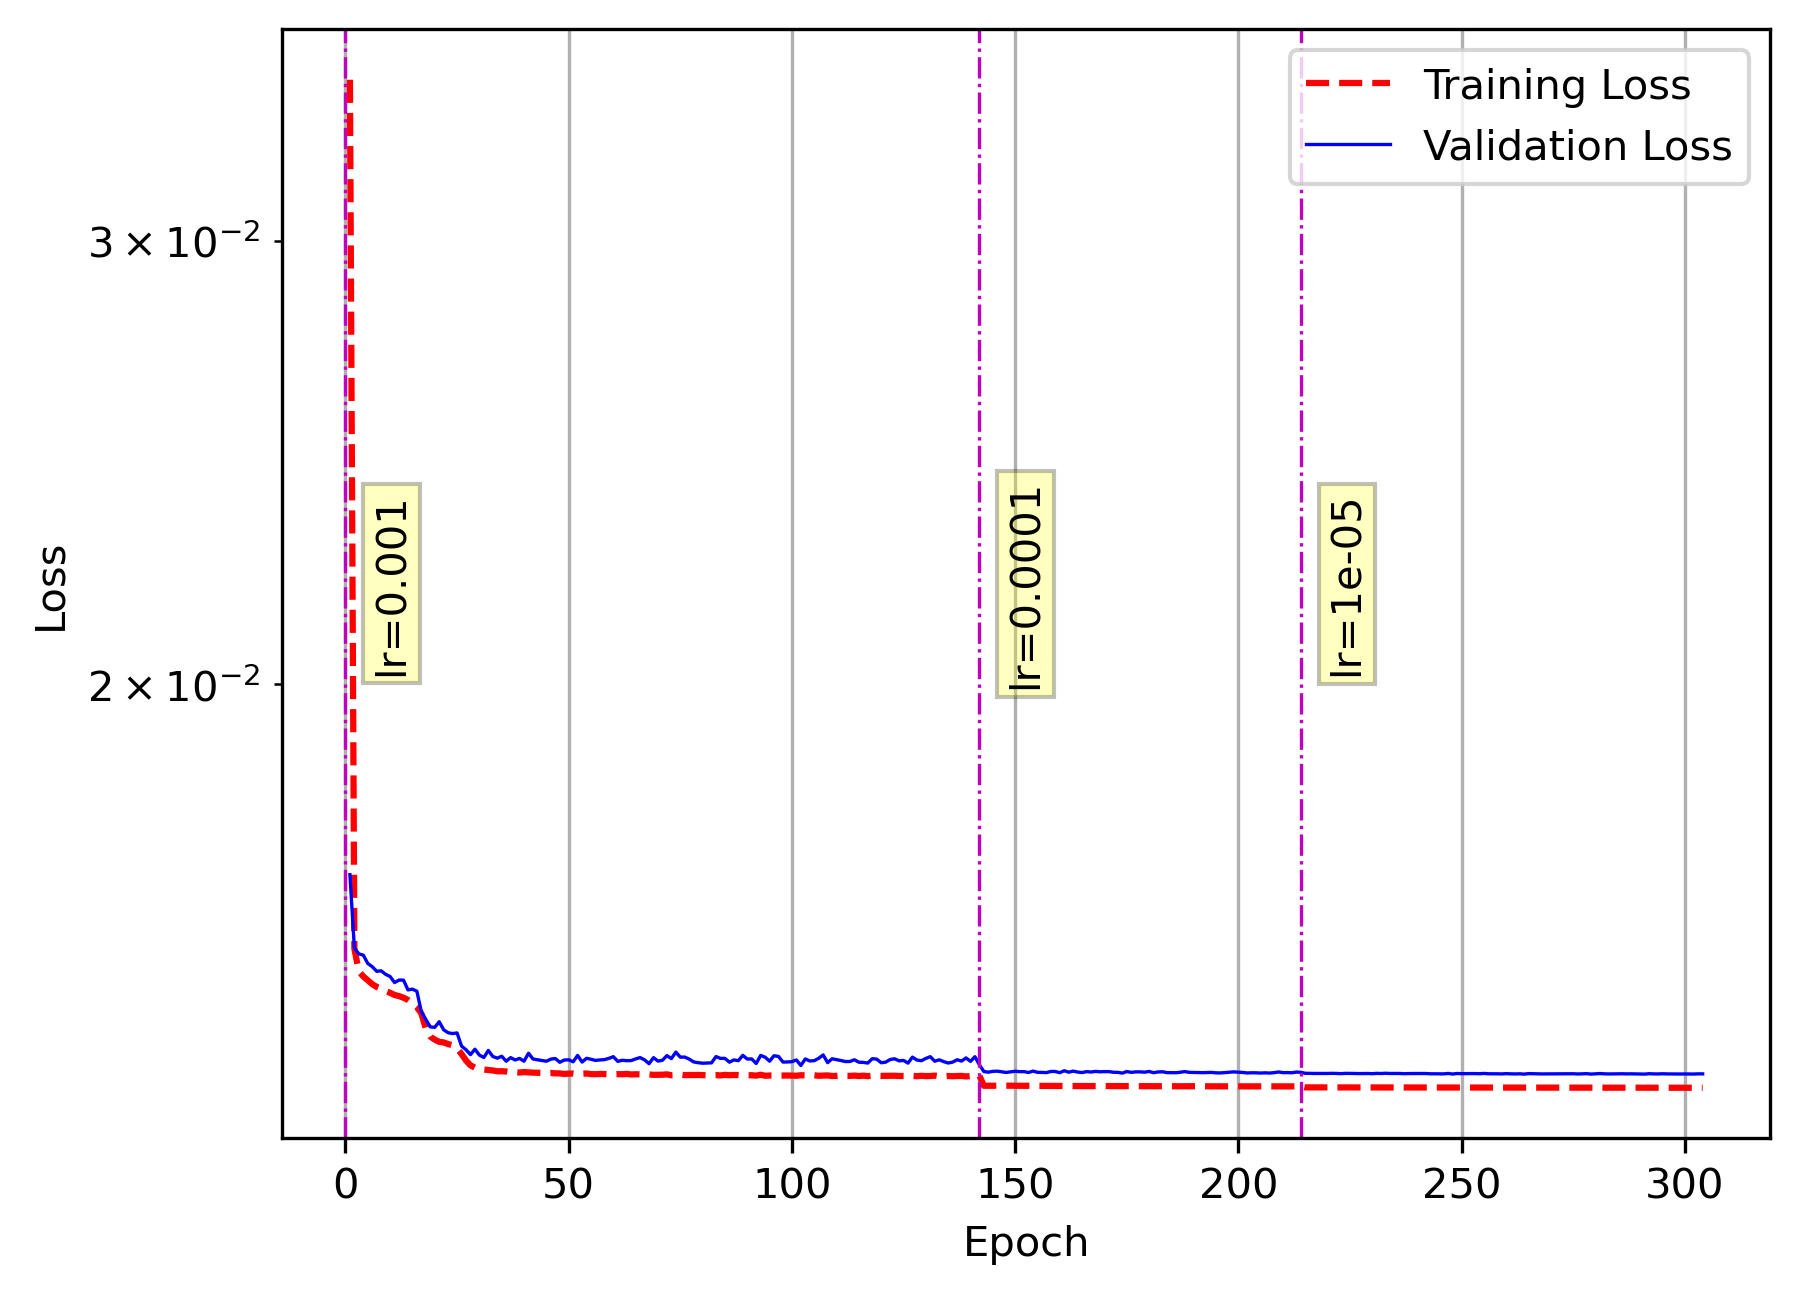 Training Loss
Validation Loss
3 × 10⁻²
2 × 10⁻²
Loss
lr=0.001
lr=0.0001
lr=1e-05
0 50 100 150 200 250 300
Epoch